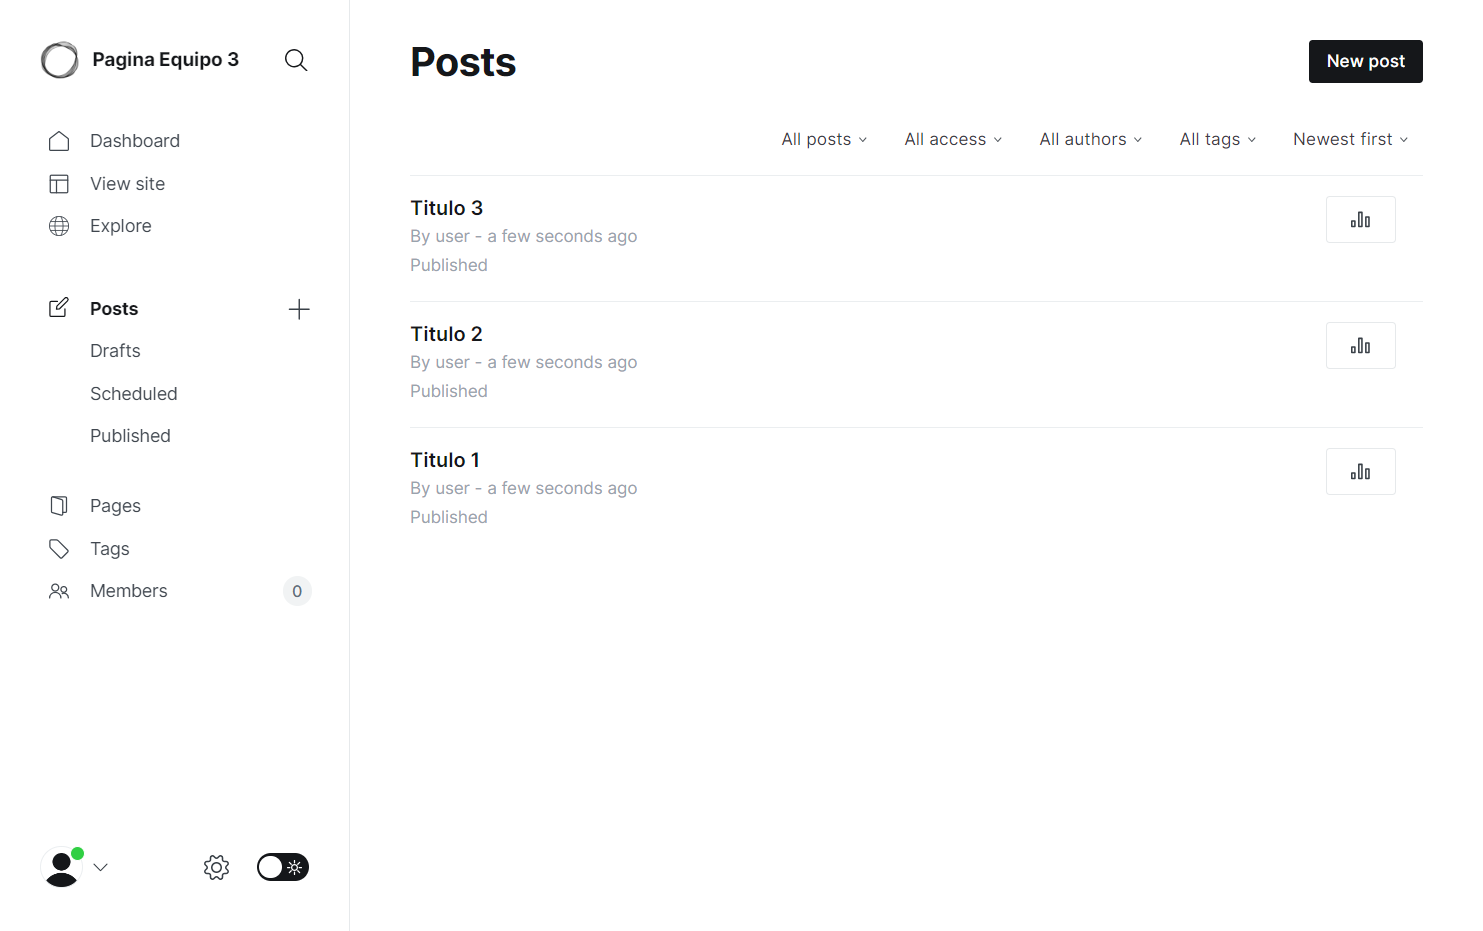 Pagina Equipo 3
Dashboard
View site
Explore
Posts
Drafts
Scheduled
Published
Pages
Tags
Members 0
Posts
New post
All posts All access All authors All tags Newest first
Titulo 3
By user - a few seconds ago
Published
Titulo 2
By user - a few seconds ago
Published
Titulo 1
By user - a few seconds ago
Published